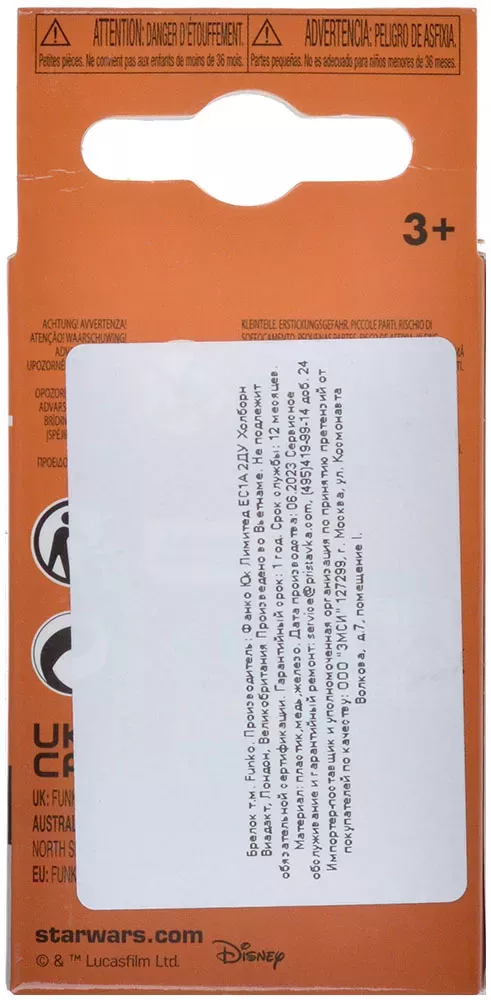 ATTENTION: DANGER D'ÉTOUFFEMENT.
Petites pièces. Ne convient pas aux enfants de moins de 36 mois.
ADVERTENCIA: PELIGRO DE ASFIXIA.
Partes pequeñas. No es adecuado para niños menores de 36 meses.
3+
ACHTUNG! AVVERTENZA!
ATENÇÃO! WAARSCHUWING!
KLEINTEILE. ERSTICKUNGSGEFAHR. PICCOLE PARTI. RISCHIO DI
Брелок т.м. Funko. Производитель: Фанко Юк Лимитед ЕС1А 2ДУ Холборн
Виадакт, Лондон, Великобритания Произведено во Вьетнаме. Не подлежит
обязательной сертификации. Гарантийный срок: 1 год. Срок службы: 12 месяцев.
Материал: пластик,медь,железо. Дата производства: 06.2023 Сервисное
обслуживание и гарантийный ремонт: service@pristavka.com, (495)419-99-14 доб. 24
Импортер-поставщик и уполномоченная организация по принятию претензий от
покупателей по качеству: ООО "ЗМСИ" 127299, г. Москва, ул. Космонавта
Волкова, д.7, помещение I.
UK
CA
UK: FUN
AUSTRAL
NORTH S
EU: FUNK
starwars.com
© & ™ Lucasfilm Ltd.
Disney